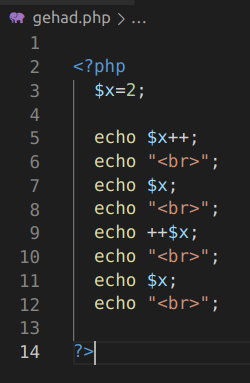 gehad.php > ...
1
2 <?php
3 $x=2;
4
5 echo $x++;
6 echo "<br>";
7 echo $x;
8 echo "<br>";
9 echo ++$x;
10 echo "<br>";
11 echo $x;
12 echo "<br>";
13
14 ?>